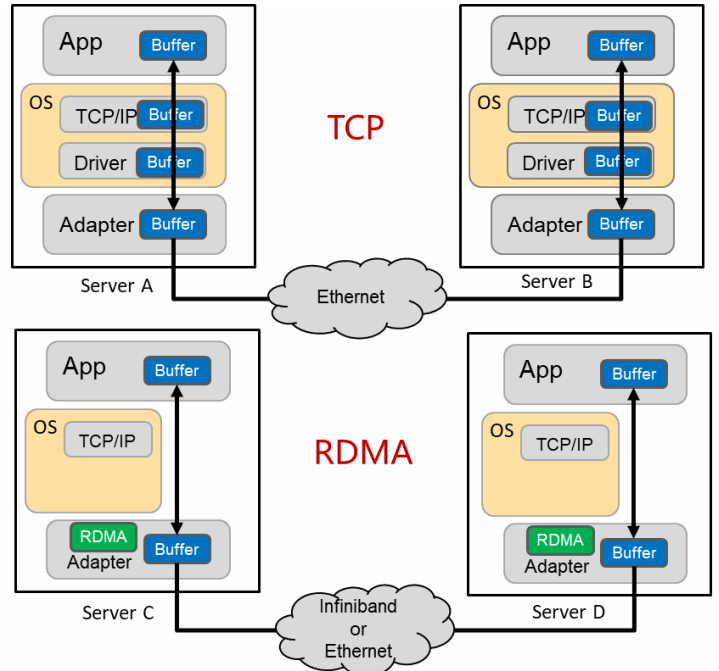 App
Buffer
OS
TCP/IP
Buffer
Driver
Buffer
Adapter
Buffer
Server A
TCP
App
Buffer
OS
TCP/IP
Buffer
Driver
Buffer
Adapter
Buffer
Server B
Ethernet
App
Buffer
OS
TCP/IP
RDMA
Adapter
Buffer
Server C
RDMA
App
Buffer
OS
TCP/IP
RDMA
Adapter
Buffer
Server D
Infiniband
or
Ethernet